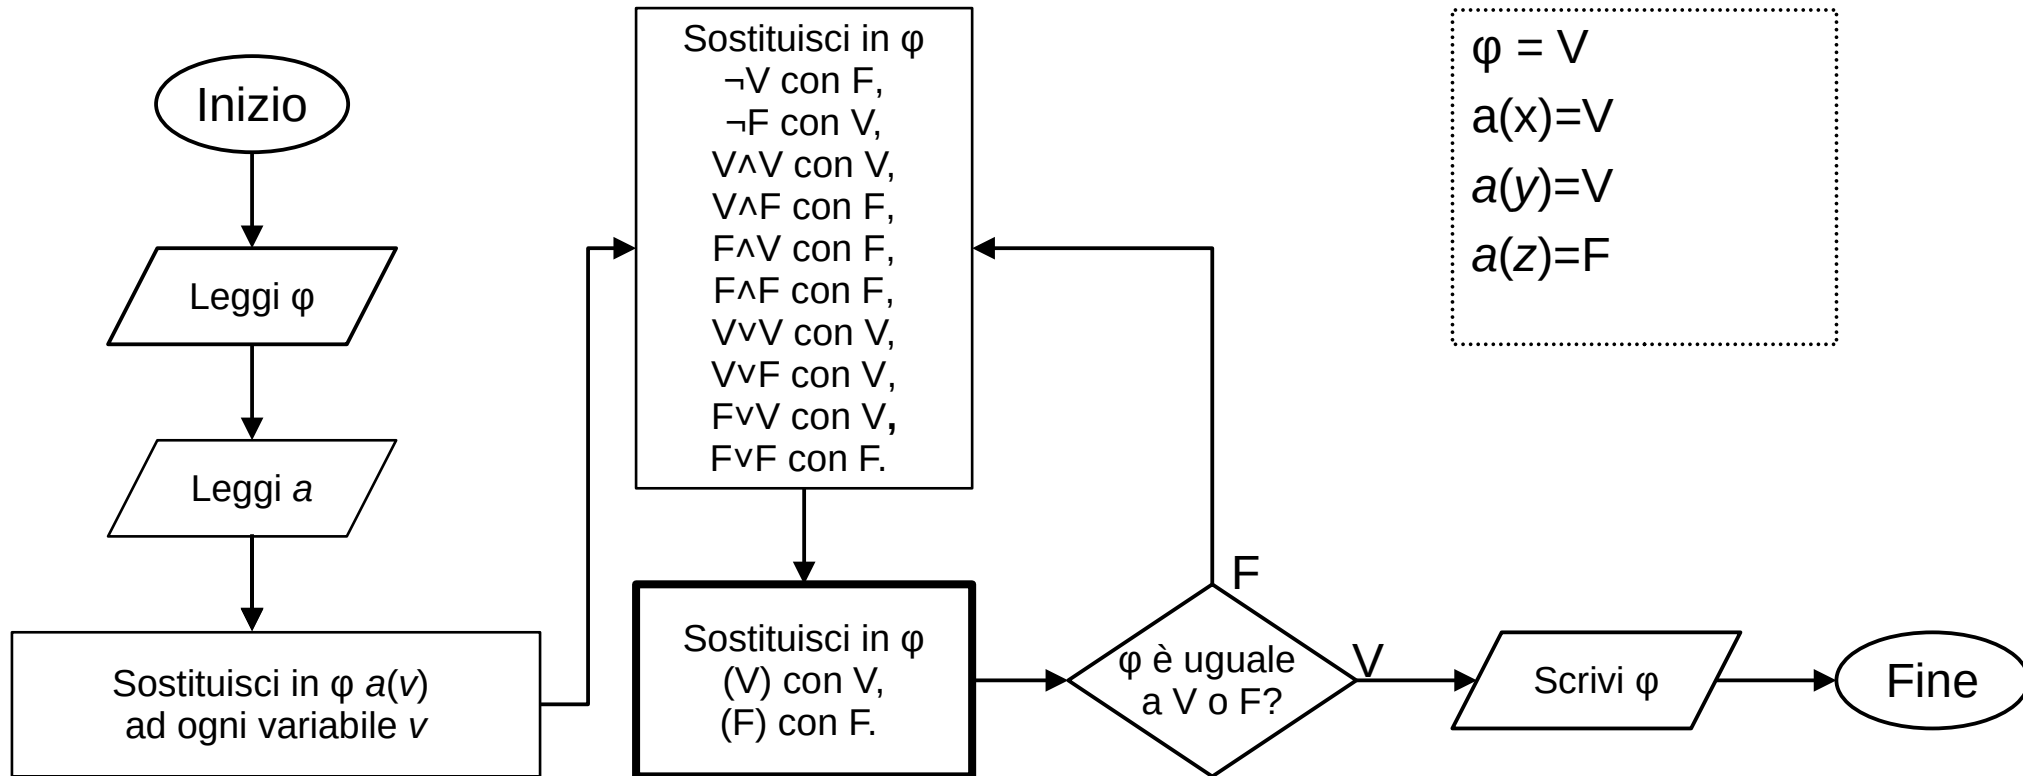 Inizio
Leggi φ
Leggi a
Sostituisci in φ a(v)
ad ogni variabile v
Sostituisci in φ
¬V con F,
¬F con V,
V∧V con V,
V∧F con F,
F∧V con F,
F∧F con F,
V∨V con V,
V∨F con V,
F∨V con V,
F∨F con F.
Sostituisci in φ
(V) con V,
(F) con F.
φ è uguale
a V o F?
F
V
Scrivi φ
Fine
φ = V
a(x)=V
a(y)=V
a(z)=F